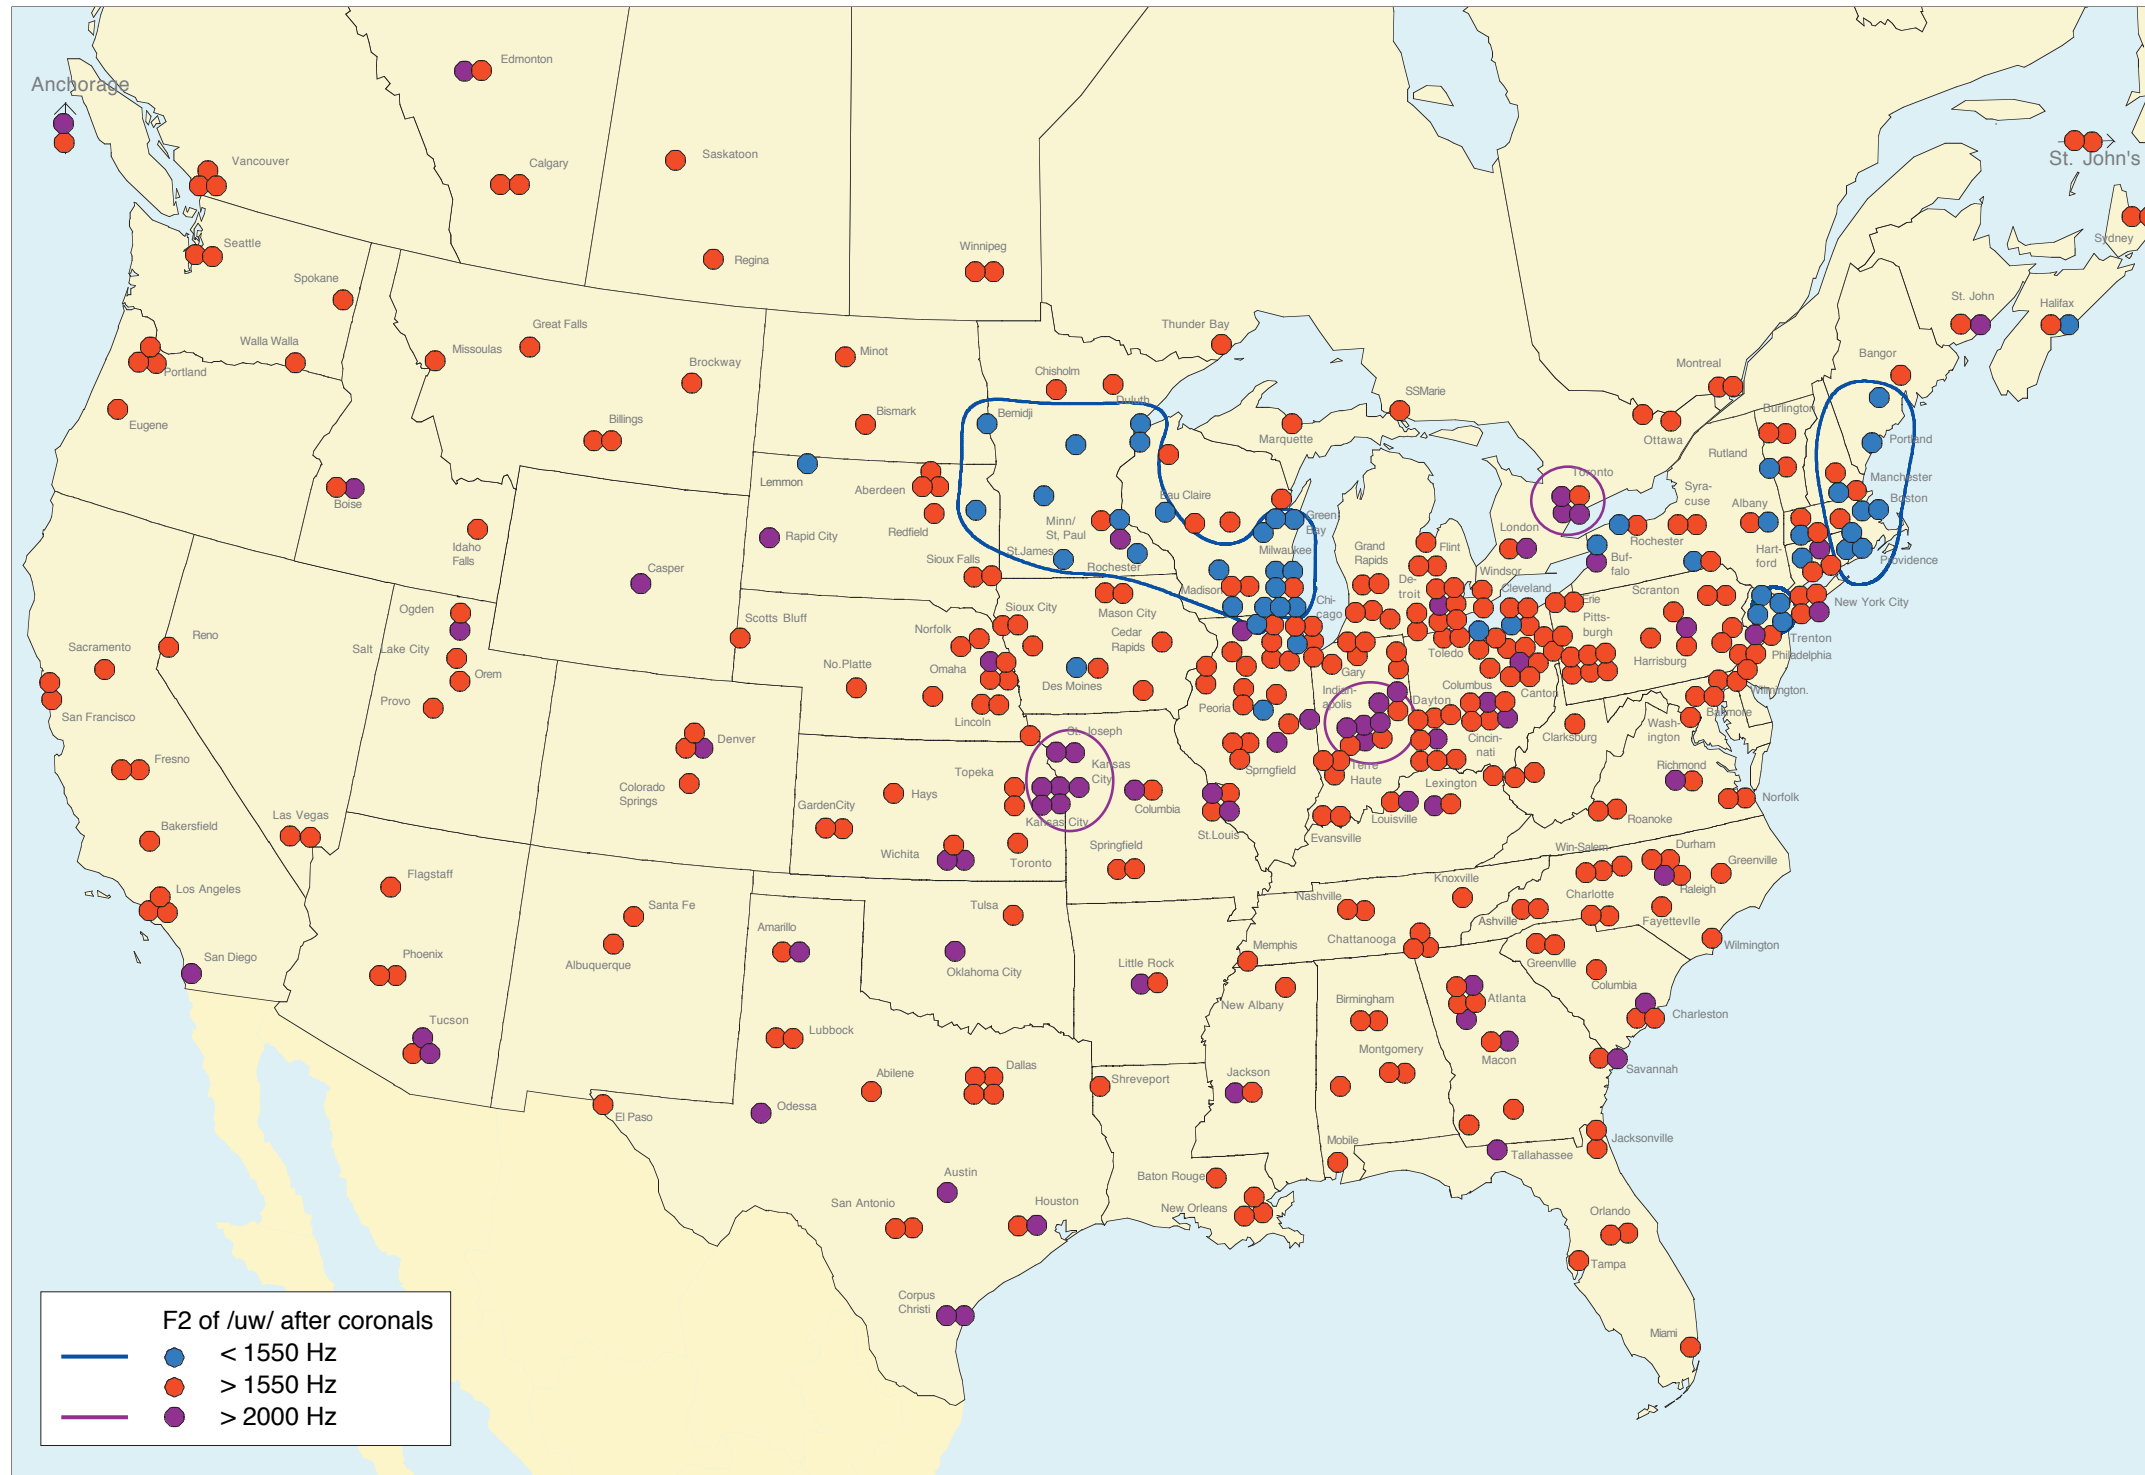 Edmonton
Anchorage
Vancouver
Calgary
Saskatoon
St. John's
Seattle
Regina
Winnipeg
Sydney
Spokane
Great Falls
Thunder Bay
St. John
Halifax
Walla Walla
Missoulas
Minot
Portland
Brockway
Chisholm
Duluth
SSMarie
Montreal
Bangor
Eugene
Billings
Bismark
Bemidji
Marquette
Ottawa
Burlington
Portland
Rutland
Boise
Lemmon
Aberdeen
Eau Claire
Toronto
Manchester
Syra-
cuse
Albany
Boston
Idaho
Falls
Rapid City
Redfield
Minn/
St, Paul
Green
Bay
London
Rochester
St.James
Milwaukee
Grand
Rapids
Flint
Buf-
falo
Hart-
ford
Providence
Casper
Sioux Falls
Rochester
Windsor
De-
troit
Cleveland
Erie
Scranton
New York City
Ogden
Scotts Bluff
Sioux City
Mason City
Madison
Chi-
cago
Pitts-
burgh
Reno
Norfolk
Cedar
Rapids
Trenton
Sacramento
Salt Lake City
Orem
No.Platte
Omaha
Des Moines
Gary
Toledo
Harrisburg
Philadelphia
Provo
Lincoln
Peoria
Indian-
apolis
Dayton
Columbus
Canton
Wilmington.
San Francisco
Balimore
Wash-
ington
Denver
St. Joseph
Kansas
City
Cincin-
nati
Clarksburg
Fresno
Colorado
Springs
Topeka
Sprngfield
Terre
Haute
Lexington
Richmond
Hays
GardenCity
Columbia
Norfolk
Las Vegas
Kansas City
St.Louis
Evansville
Louisville
Roanoke
Bakersfield
Wichita
Toronto
Springfield
Win-Salem
Durham
Greenville
Flagstaff
Los Angeles
Santa Fe
Tulsa
Nashville
Knoxville
Charlotte
Raleigh
Ashville
Fayettevlle
Amarillo
Chattanooga
Wilmington
San Diego
Phoenix
Albuquerque
Oklahoma City
Little Rock
Memphis
Greenvllle
Columbia
New Albany
Birmingham
Atlanta
Charleston
Tucson
Lubbock
Montgomery
Macon
Savannah
Abilene
Dallas
Shreveport
Jackson
Odessa
El Paso
Mobile
Jacksonville
Tallahassee
Austin
Baton Rouge
San Antonio
Houston
New Orleans
Orlando
Tampa
Corpus
Christi
Miami
F2 of /uw/ after coronals
< 1550 Hz
> 1550 Hz
> 2000 Hz